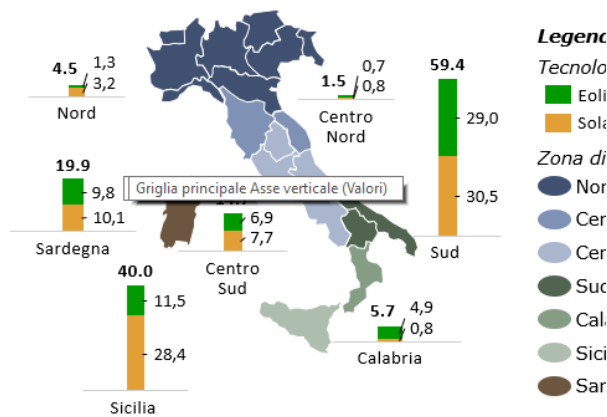 4.5
1,3
3,2
Nord
1.5
0,7
0,8
Centro
Nord
59.4
29,0
30,5
Sud
19.9
9,8
10,1
Sardegna
Griglia principale Asse verticale (Valori)
6,9
7,7
Centro
Sud
40.0
11,5
28,4
Sicilia
5.7
4,9
0,8
Calabria
Legend
Tecnolo
Eoli
Sola
Zona di
Nor
Cen
Cen
Sud
Cala
Sici
Sar